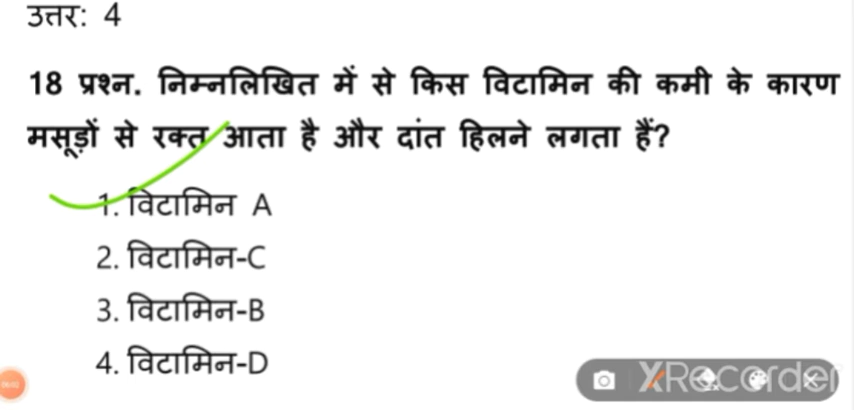 उत्तर: 4
18 प्रश्न. निम्नलिखित में से किस विटामिन की कमी के कारण
मसूड़ों से रक्त आता है और दांत हिलने लगता हैं?
1. विटामिन A
2. विटामिन-C
3. विटामिन-B
4. विटामिन-D
XRecorder